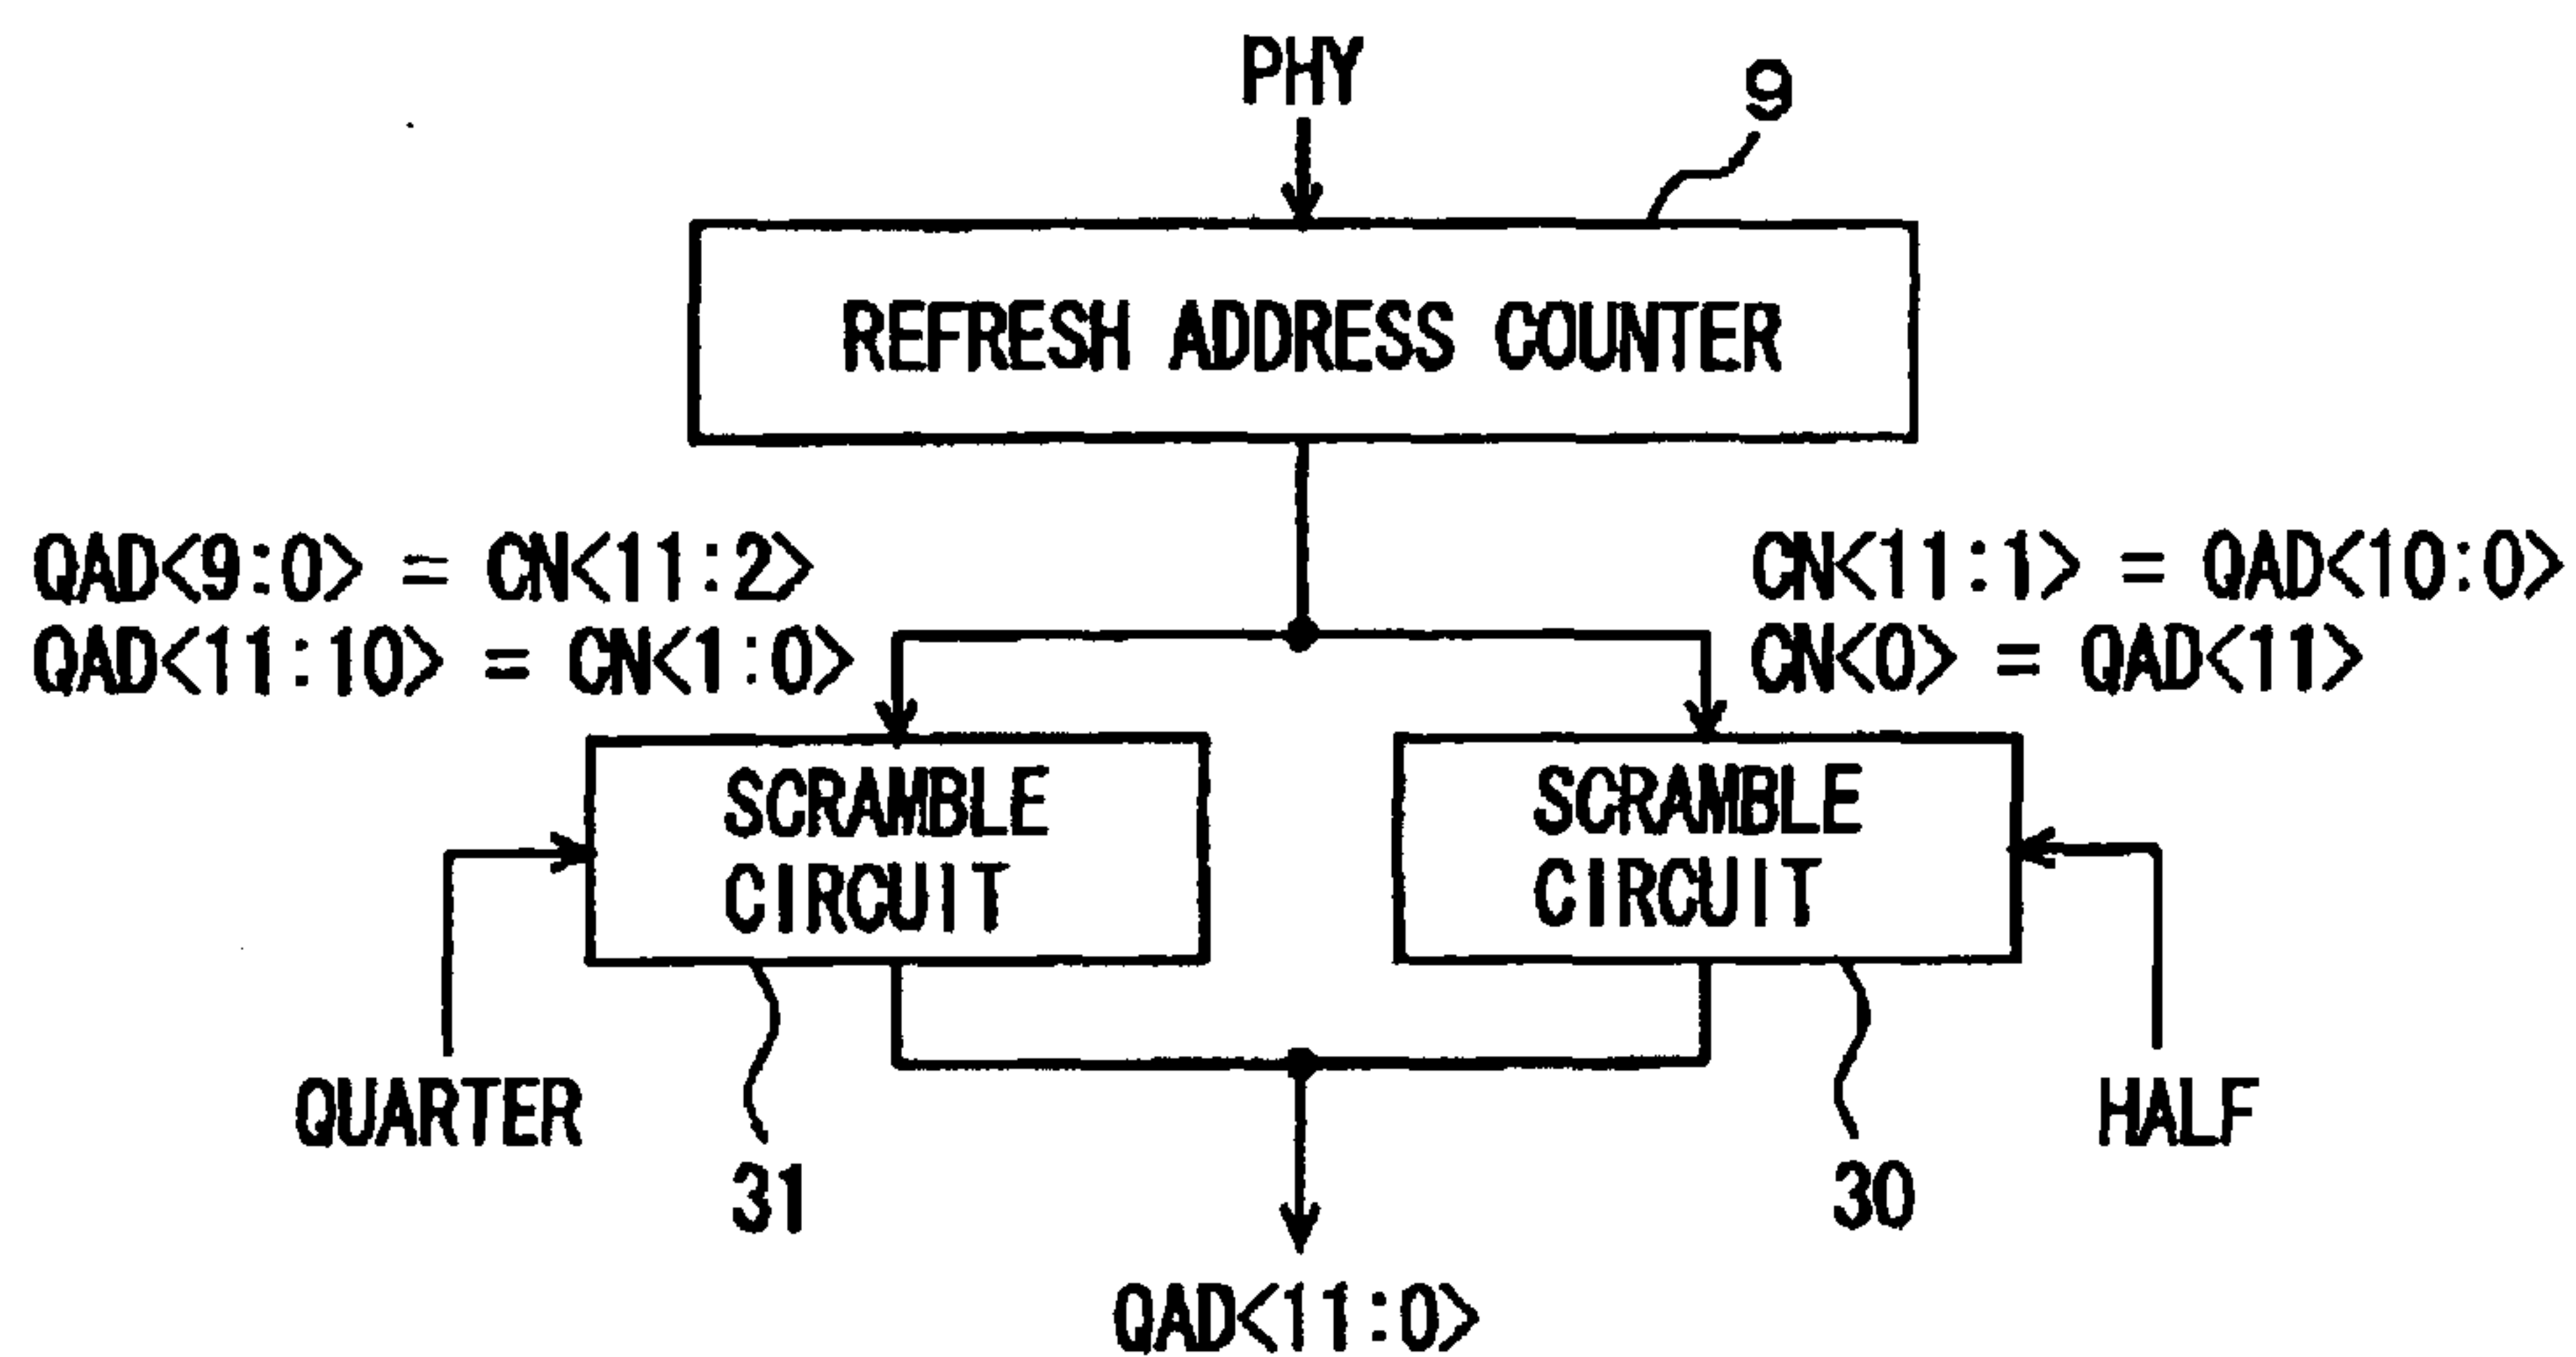 PHY
9
REFRESH ADDRESS COUNTER
QAD<9:0> = CN<11:2>
QAD<11:10> = CN<1:0>
CN<11:1> = QAD<10:0>
CN<0> = QAD<11>
SCRAMBLE
CIRCUIT
SCRAMBLE
CIRCUIT
QUARTER
HALF
31
30
QAD<11:0>